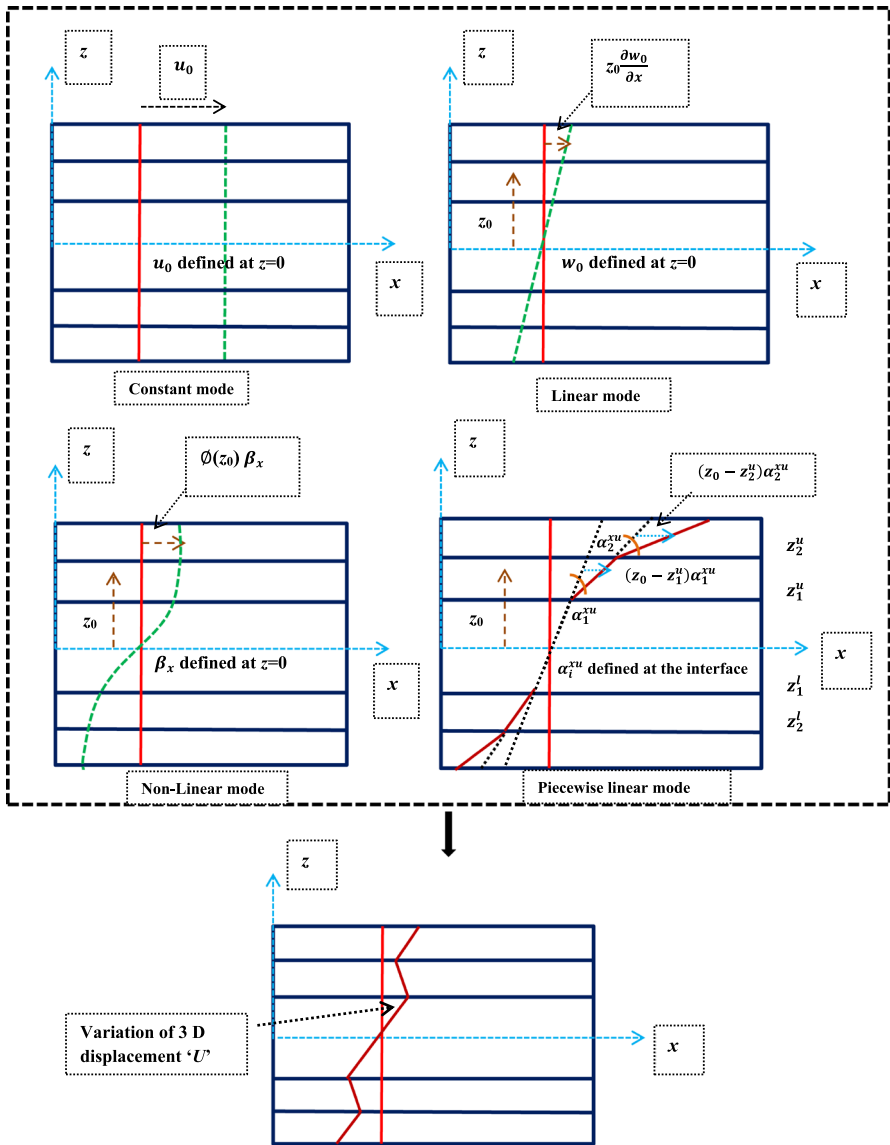 z
u₀
x
u₀ defined at z=0
Constant mode
z
z₀ ∂w₀/∂x
z₀
x
w₀ defined at z=0
Linear mode
z
∅(z₀) βₓ
z₀
x
βₓ defined at z=0
Non-Linear mode
z
(z₀ − z₂ᵘ)α₂ˣᵘ
α₂ˣᵘ
z₂ᵘ
(z₀ − z₁ᵘ)α₁ˣᵘ
z₁ᵘ
α₁ˣᵘ
z₀
x
αᵢˣᵘ defined at the interface
z₁ˡ
z₂ˡ
Piecewise linear mode
z
Variation of 3 D
displacement ‘U’
x